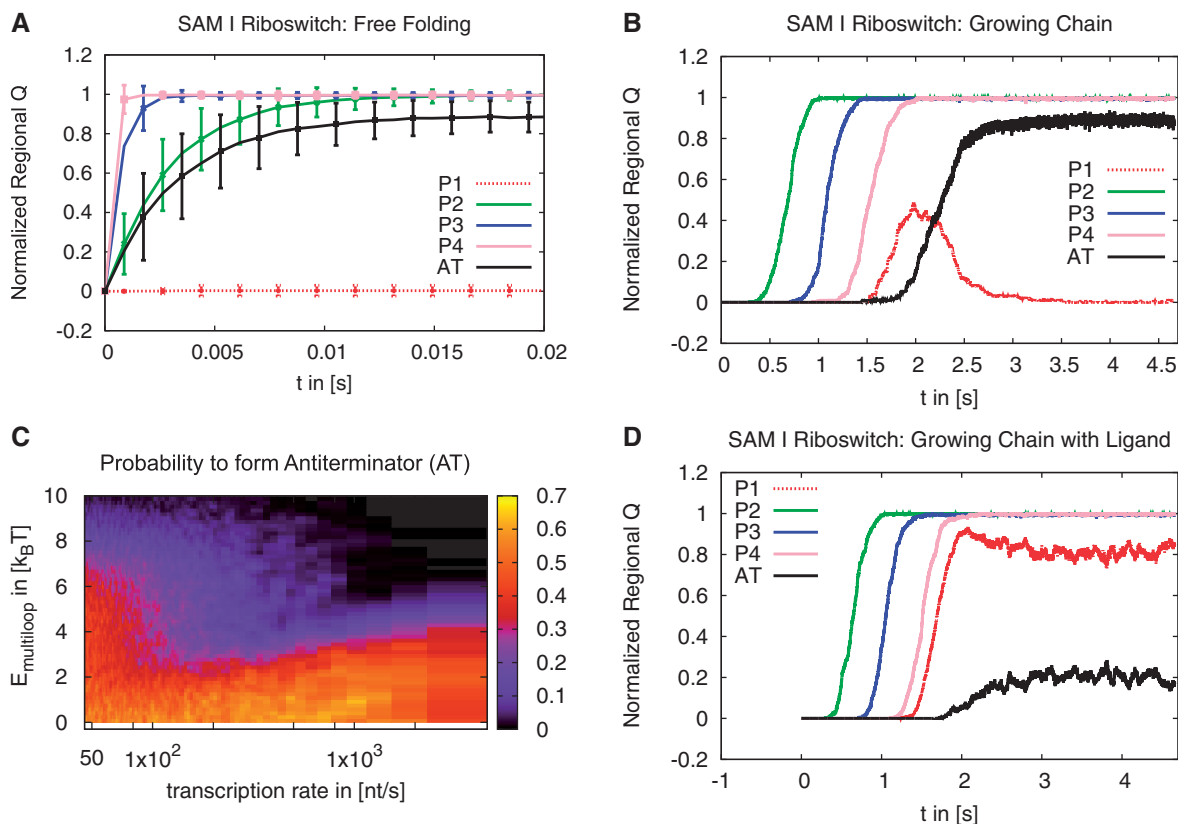 A
SAM I Riboswitch: Free Folding
Normalized Regional Q
1.2
1
0.8
0.6
0.4
0.2
0
-0.2
P1
P2
P3
P4
AT
0
0.005
0.01
0.015
0.02
t in [s]
B
SAM I Riboswitch: Growing Chain
Normalized Regional Q
1.2
1
0.8
0.6
0.4
0.2
0
-0.2
P1
P2
P3
P4
AT
0
0.5
1
1.5
2
2.5
3
3.5
4
4.5
t in [s]
C
Probability to form Antiterminator (AT)
E multiloop in [kBT]
10
8
6
4
2
0
0.7
0.6
0.5
0.4
0.3
0.2
0.1
0
50
1x10²
1x10³
transcription rate in [nt/s]
D
SAM I Riboswitch: Growing Chain with Ligand
Normalized Regional Q
1.2
1
0.8
0.6
0.4
0.2
0
-0.2
P1
P2
P3
P4
AT
-1
0
1
2
3
4
t in [s]